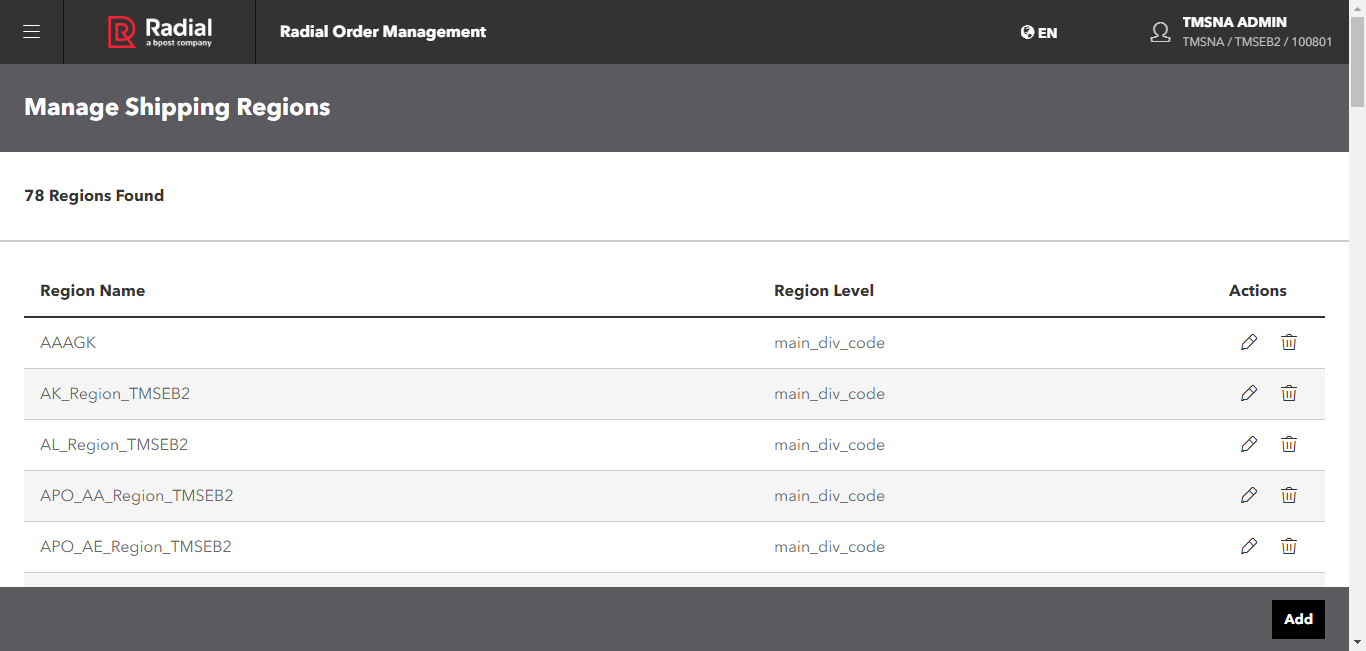 Radial
a bpost company
Radial Order Management
EN
TMSNA ADMIN
TMSNA / TMSEB2 / 100801
Manage Shipping Regions
78 Regions Found
Region Name Region Level Actions
AAAGK main_div_code
AK_Region_TMSEB2 main_div_code
AL_Region_TMSEB2 main_div_code
APO_AA_Region_TMSEB2 main_div_code
APO_AE_Region_TMSEB2 main_div_code
Add